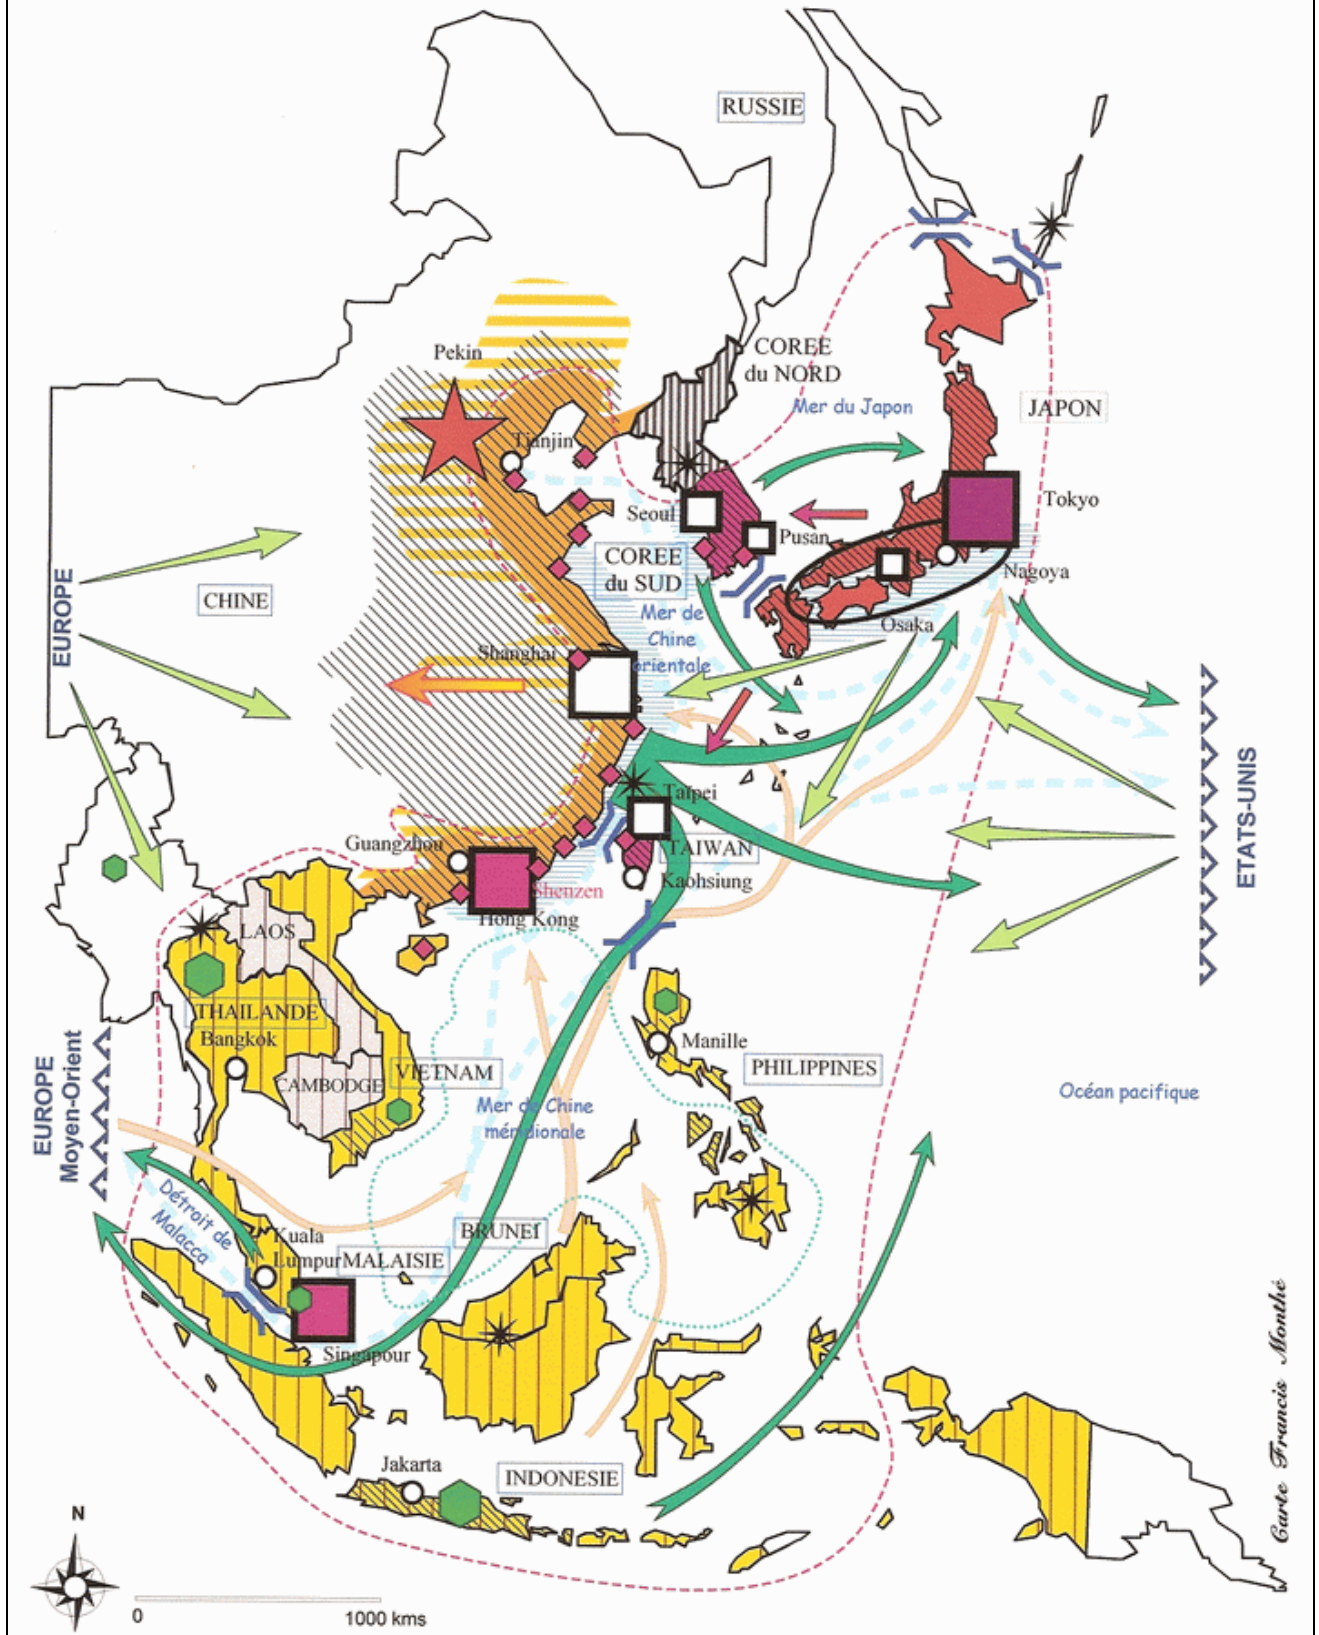 RUSSIE
Pekin
COREE
du NORD
Mer du Japon
JAPON
Tianjin
Tokyo
Seoul
Pusan
COREE
du SUD
Nagoya
EUROPE
CHINE
Mer de
Chine
orientale
Osaka
Shanghai
ETATS-UNIS
Taïpei
Guangzhou
TAIWAN
Kaohsiung
Shenzen
Hong Kong
LAOS
THAILANDE
Bangkok
Manille
EUROPE
Moyen-Orient
CAMBODGE
VIETNAM
PHILIPPINES
Océan pacifique
Mer de Chine
méridionale
Détroit de
Malacca
Kuala
Lumpur
MALAISIE
BRUNEI
Singapour
Jakarta
INDONESIE
Carte Francis Monthé
N
0
1000 kms